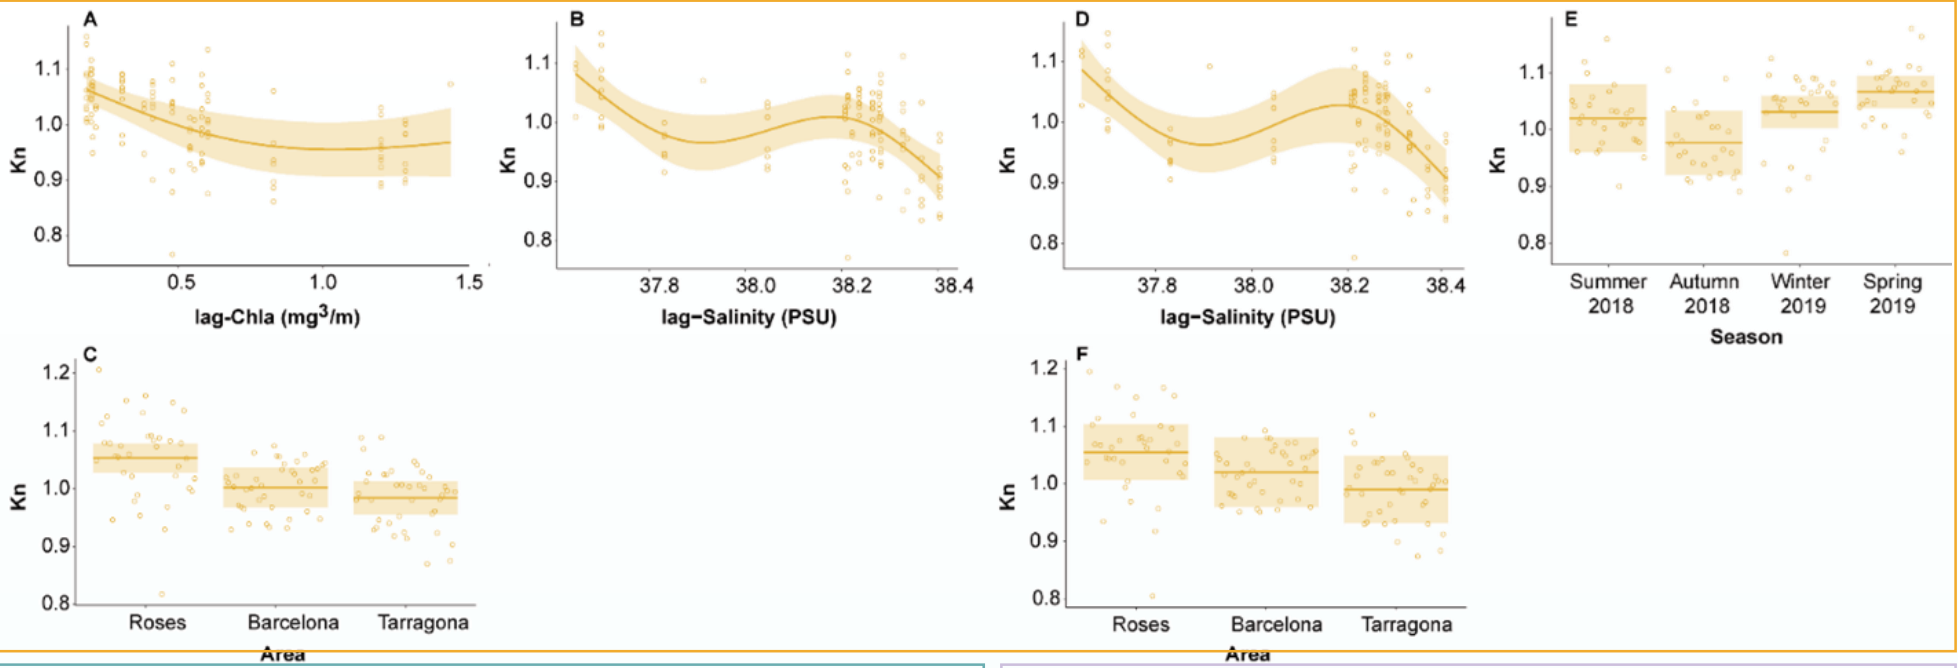 A
1.1
1.0
0.9
0.8
Kn
0.5 1.0 1.5
lag-Chla (mg³/m)
B
1.1
1.0
0.9
0.8
Kn
37.8 38.0 38.2 38.4
lag−Salinity (PSU)
D
1.1
1.0
0.9
0.8
Kn
37.8 38.0 38.2 38.4
lag−Salinity (PSU)
E
1.1
1.0
0.9
0.8
Kn
Summer Autumn Winter Spring
2018 2018 2019 2019
Season
C
1.2
1.1
1.0
0.9
0.8
Kn
Roses Barcelona Tarragona
Area
F
1.2
1.1
1.0
0.9
0.8
Kn
Roses Barcelona Tarragona
Area